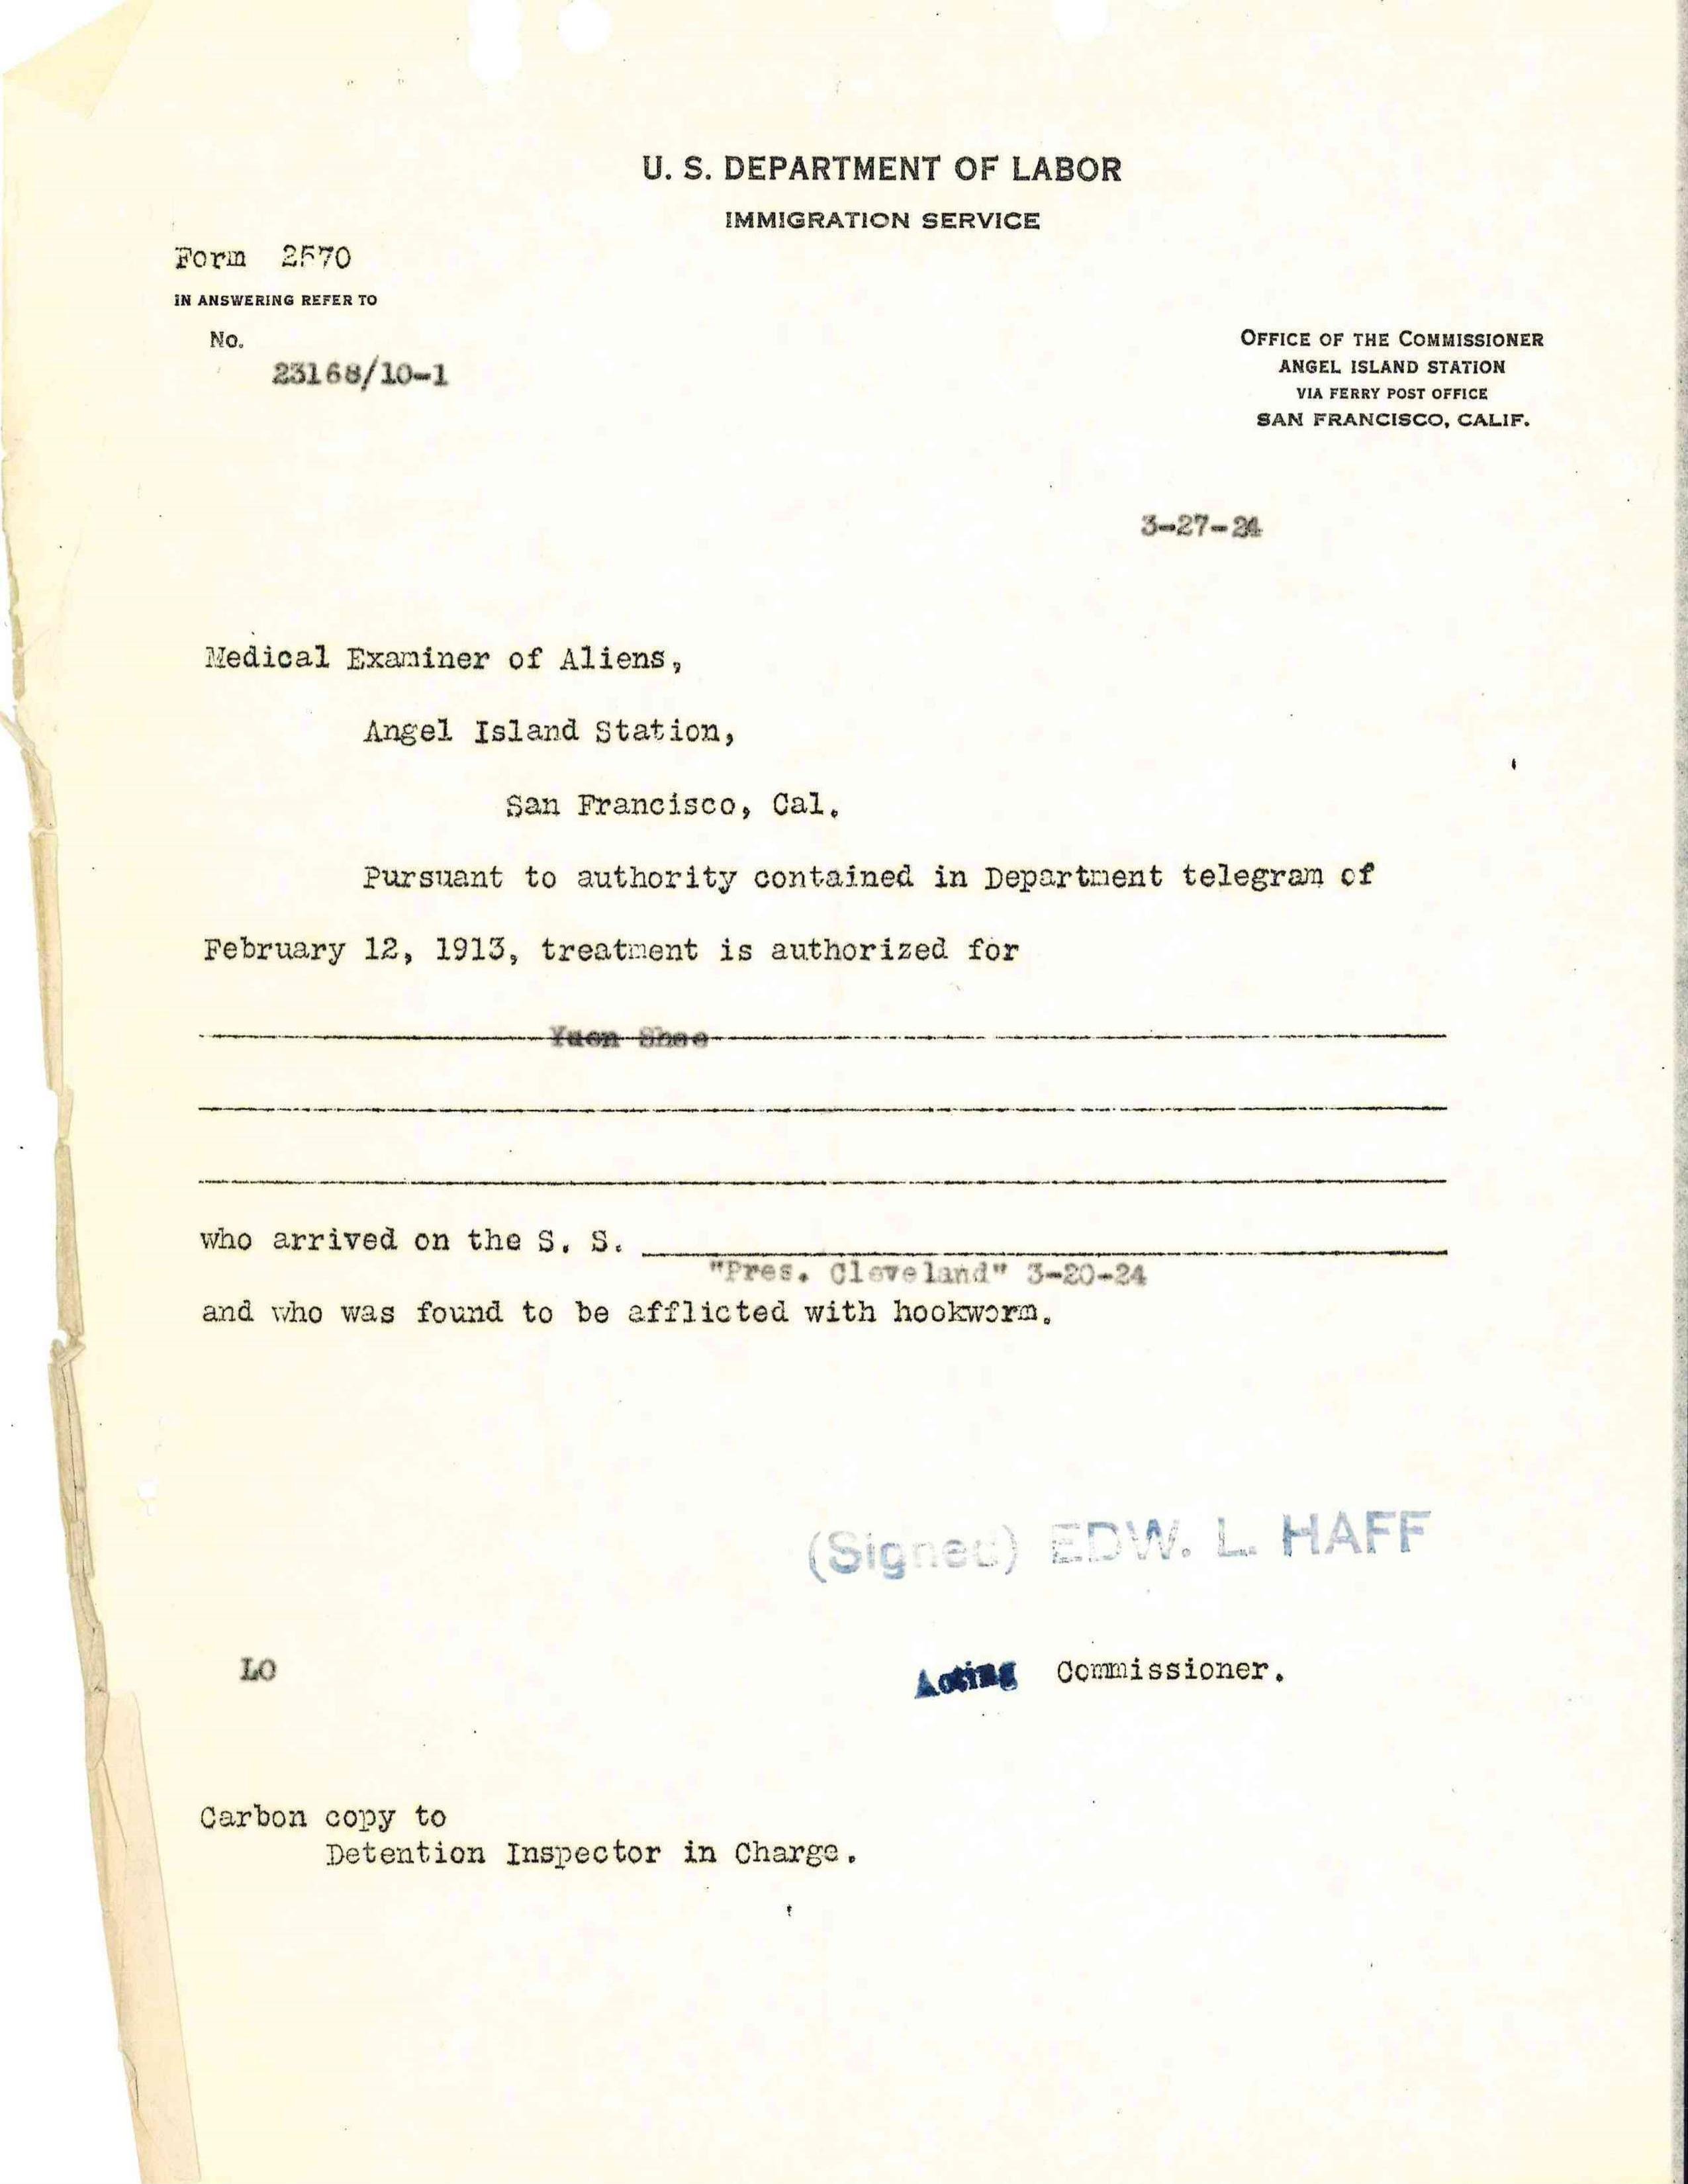 U. S. DEPARTMENT OF LABOR
IMMIGRATION SERVICE
Form 2570
IN ANSWERING REFER TO
No.
23168/10-1
OFFICE OF THE COMMISSIONER
ANGEL ISLAND STATION
VIA FERRY POST OFFICE
SAN FRANCISCO, CALIF.
3-27-24
Medical Examiner of Aliens,
Angel Island Station,
San Francisco, Cal.
Pursuant to authority contained in Department telegram of
February 12, 1913, treatment is authorized for
Yuen Shee
who arrived on the S. S.
"Pres. Cleveland" 3-20-24
and who was found to be afflicted with hookworm.
(Signed) EDW. L. HAFF
LO
Acting Commissioner.
Carbon copy to
Detention Inspector in Charge.